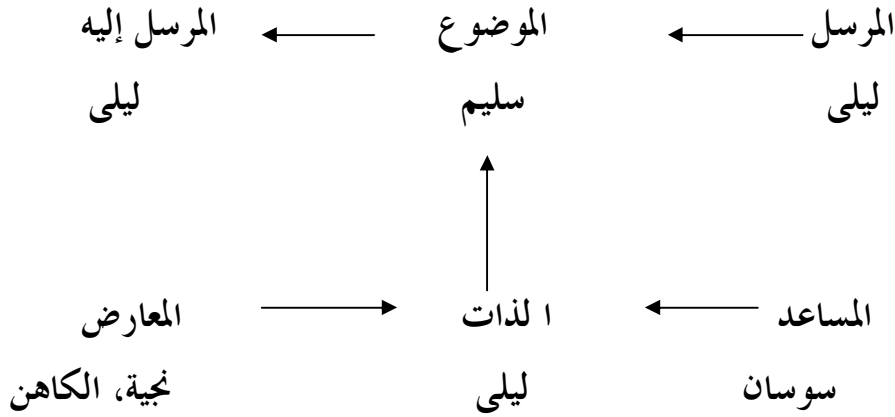 المرسل الموضوع المرسل إليه
ليلى سليم ليلى
المساعد ا لذات المعارض
سوسان ليلى نجية، الكاهن